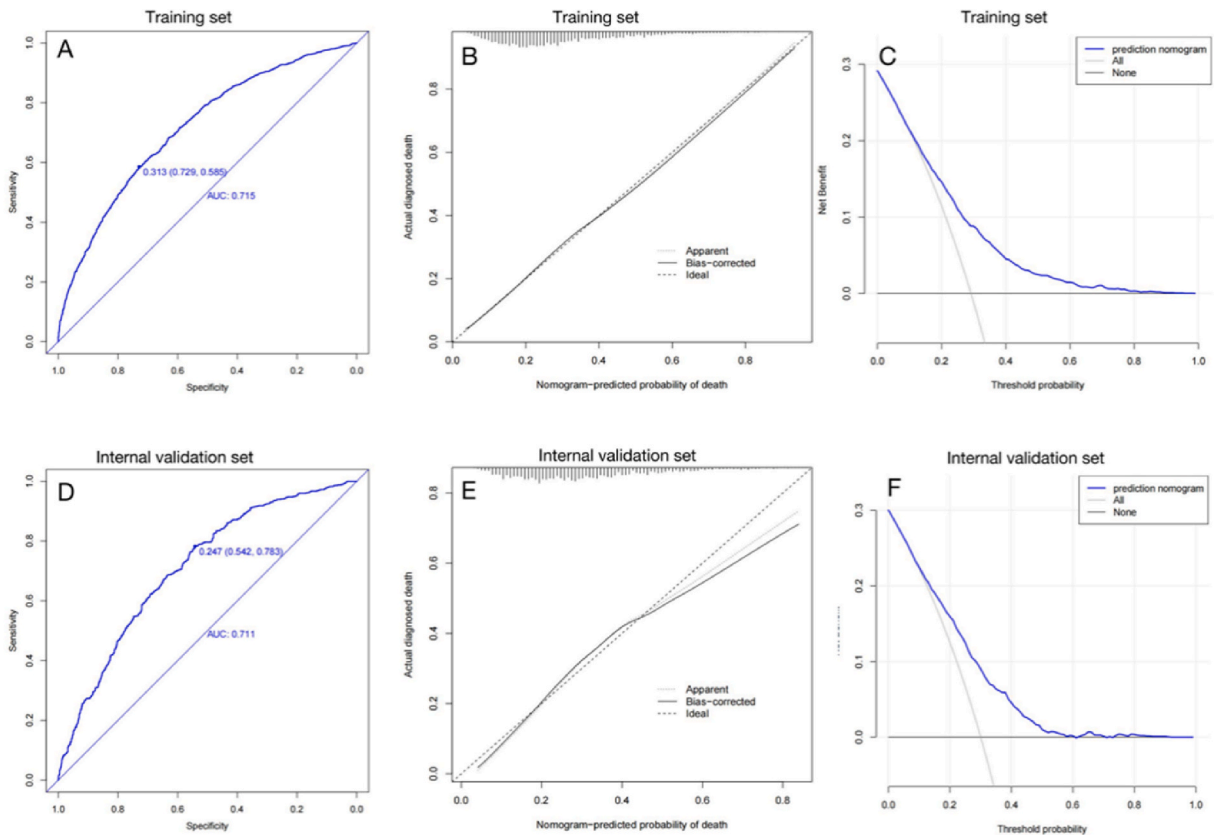 Training set
A
Sensitivity
1.0
0.8
0.6
0.4
0.2
0.0
0.313 (0.729, 0.585)
AUC: 0.715
1.0 0.8 0.6 0.4 0.2 0.0
Specificity
Training set
B
Actual diagnosed death
0.8
0.6
0.4
0.2
0.0
Apparent
Bias-corrected
Ideal
0.0 0.2 0.4 0.6 0.8
Nomogram-predicted probability of death
Training set
C
prediction nomogram
All
None
Net Benefit
0.3
0.2
0.1
0.0
0.0 0.2 0.4 0.6 0.8 1.0
Threshold probability
Internal validation set
D
Sensitivity
1.0
0.8
0.6
0.4
0.2
0.0
0.247 (0.542, 0.783)
AUC: 0.711
1.0 0.8 0.6 0.4 0.2 0.0
Specificity
Internal validation set
E
Actual diagnosed death
0.8
0.6
0.4
0.2
0.0
Apparent
Bias-corrected
Ideal
0.0 0.2 0.4 0.6 0.8
Nomogram-predicted probability of death
Internal validation set
F
prediction nomogram
All
None
0.3
0.2
0.1
0.0
0.0 0.2 0.4 0.6 0.8 1.0
Threshold probability